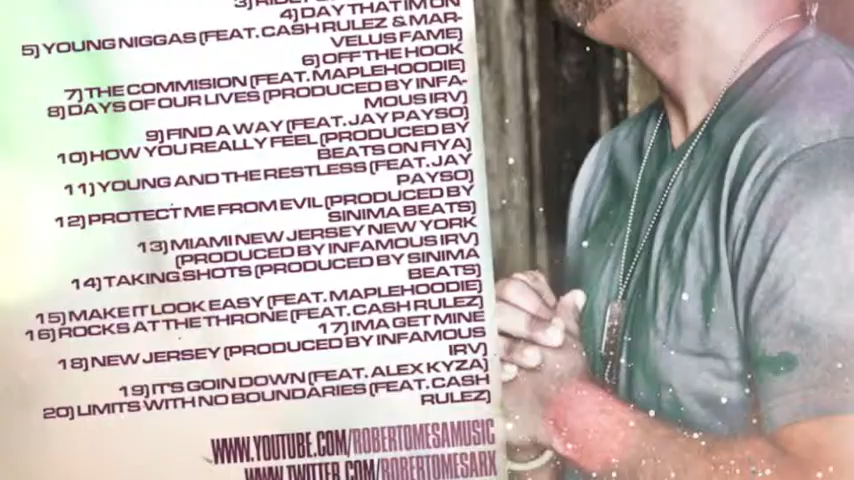 4) DAY THAT IM ON
5) YOUNG NIGGAS (FEAT. CASH RULEZ & MAR-
VELUS FAME)
6) OFF THE HOOK
7) THE COMMISION (FEAT. MAPLEHOODIE)
8) DAYS OF OUR LIVES (PRODUCED BY INFA-
MOUS IRV)
9) FIND A WAY (FEAT. JAY PAYSO)
10) HOW YOU REALLY FEEL (PRODUCED BY
BEATS ON FIYA)
11) YOUNG AND THE RESTLESS (FEAT. JAY
PAYSO)
12) PROTECT ME FROM EVIL (PRODUCED BY
SINIMA BEATS)
13) MIAMI NEW JERSEY NEW YORK
(PRODUCED BY INFAMOUS IRV)
14) TAKING SHOTS (PRODUCED BY SINIMA
BEATS)
15) MAKE IT LOOK EASY (FEAT. MAPLEHOODIE)
16) ROCKS AT THE THRONE (FEAT. CASH RULEZ)
17) IMA GET MINE
18) NEW JERSEY (PRODUCED BY INFAMOUS
IRV)
19) IT'S GOIN DOWN (FEAT. ALEX KYZA)
20) LIMITS WITH NO BOUNDARIES (FEAT. CASH
RULEZ)
WWW.YOUTUBE.COM/ROBERTOMESAMUSIC
WWW.TWITTER.COM/ROBERTOMESARX